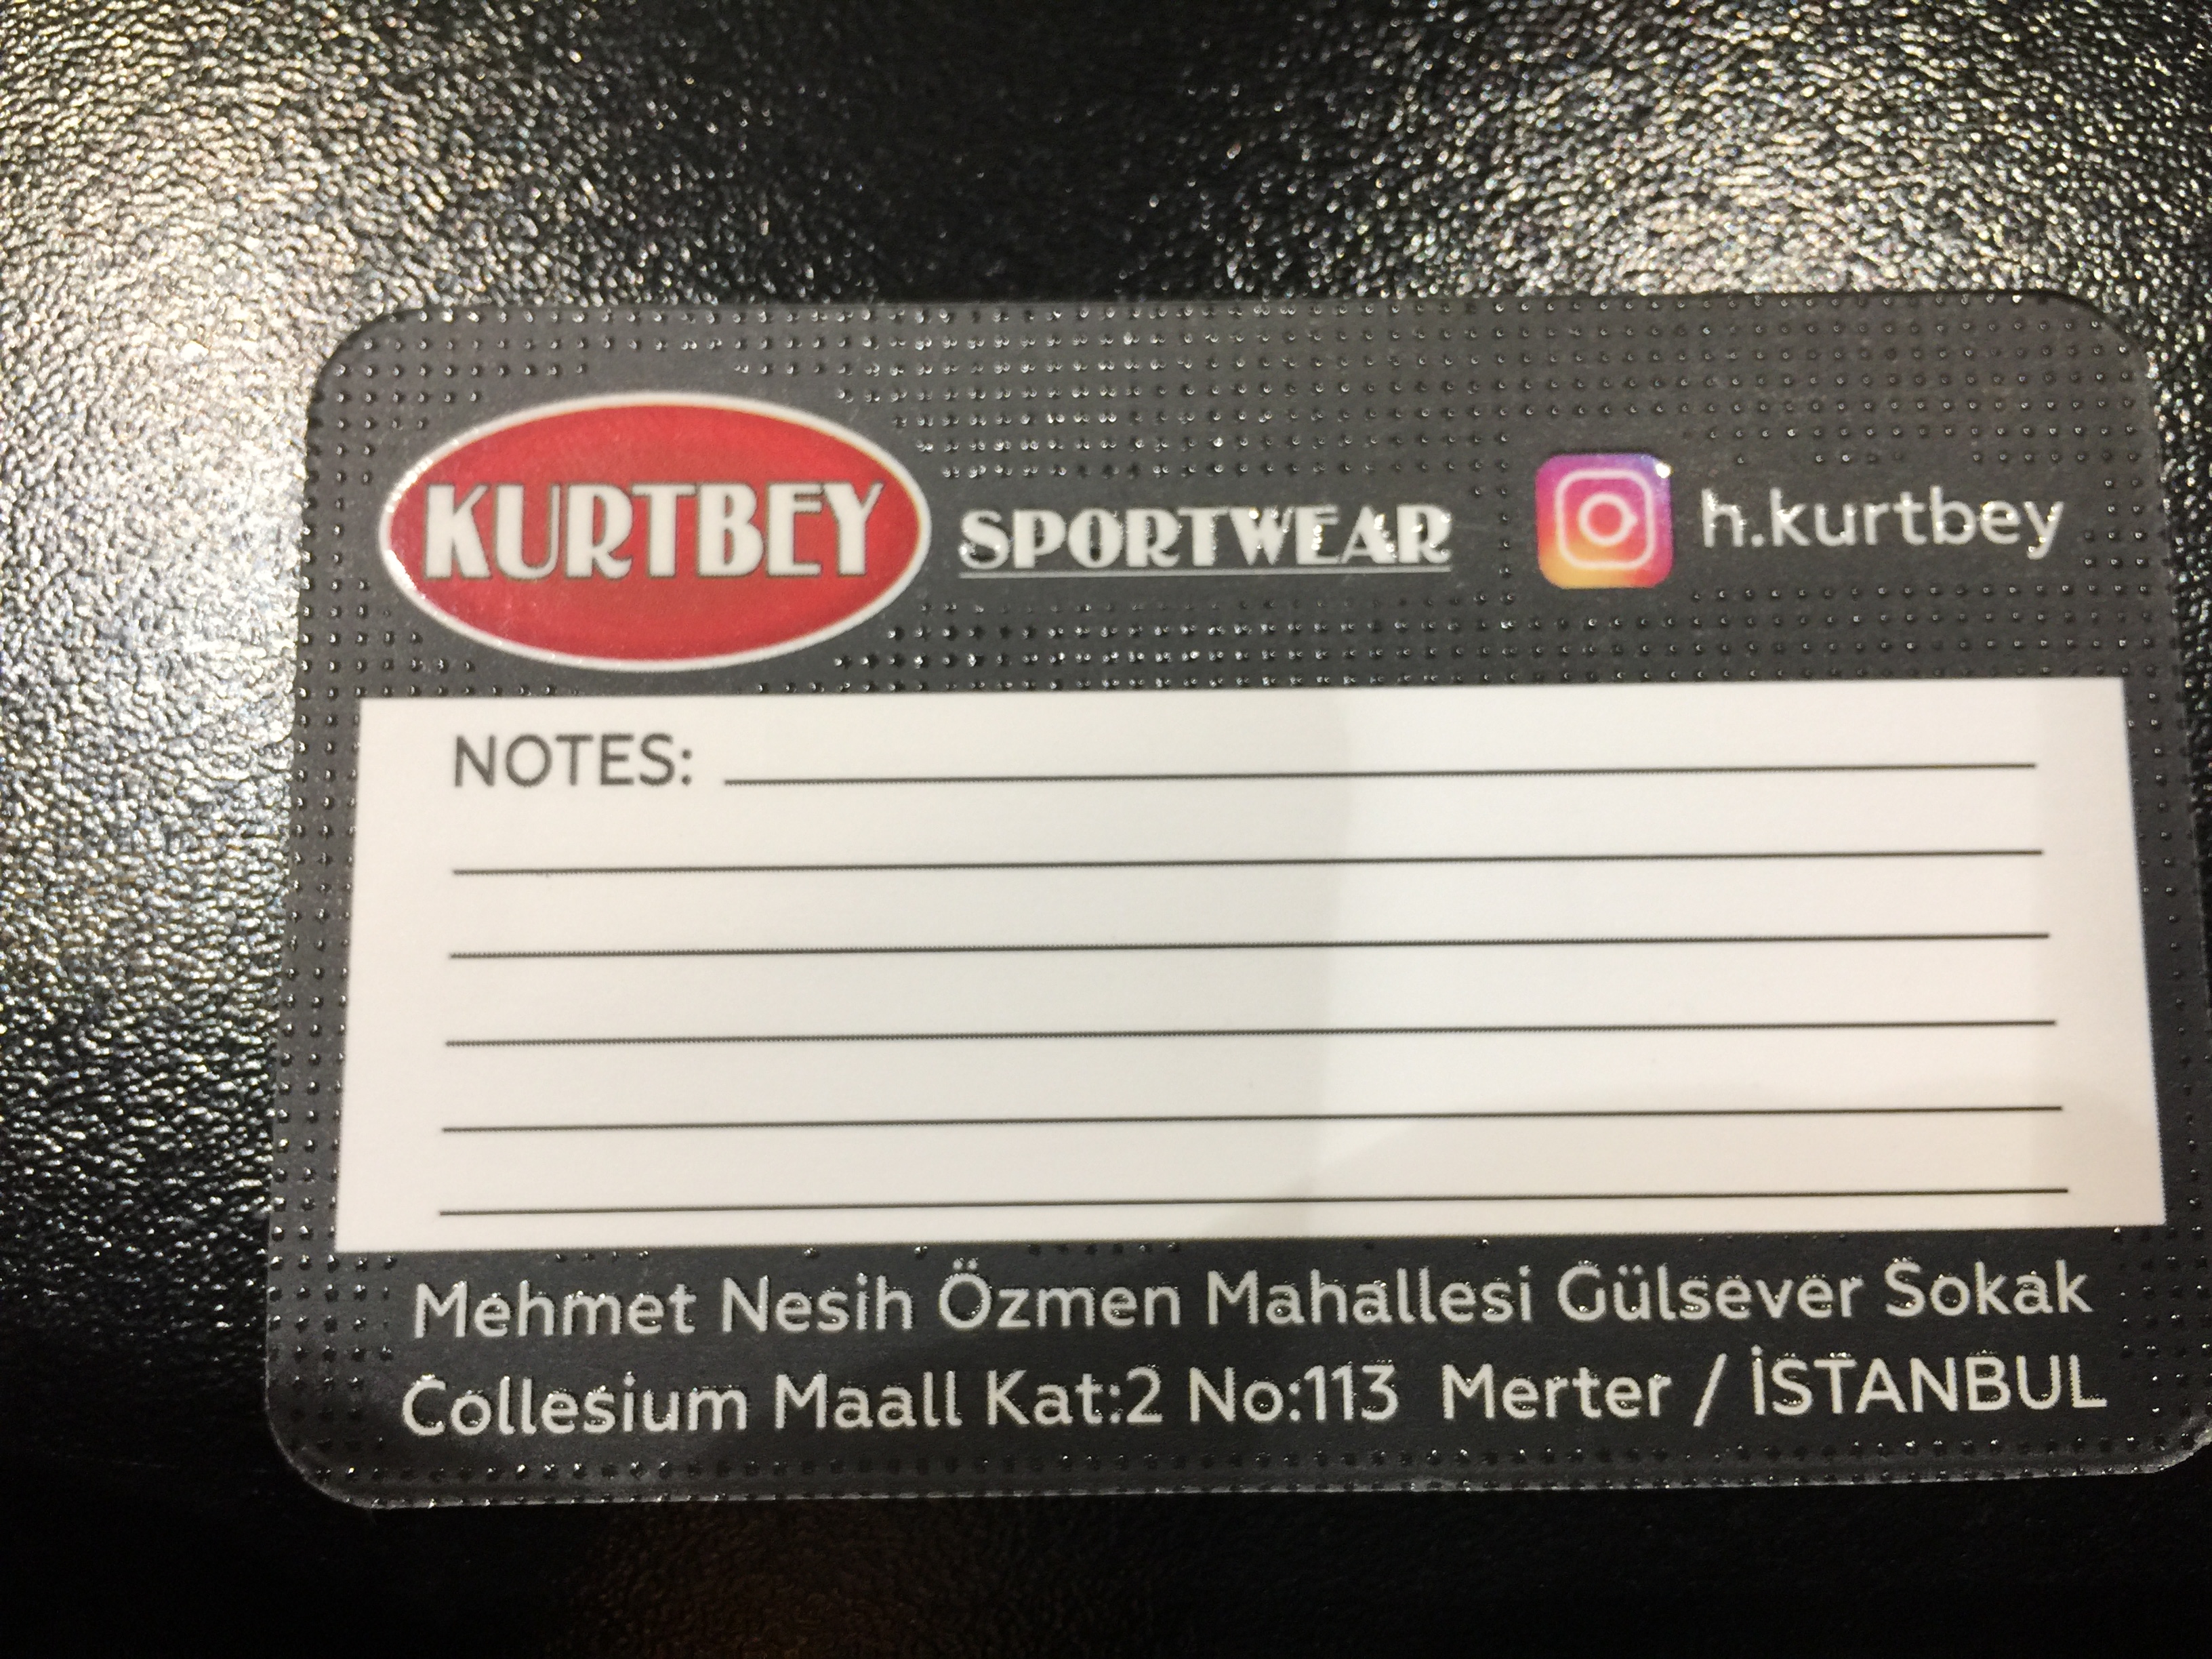 KURTBEY SPORTWEAR h.kurtbey
NOTES:
Mehmet Nesih Özmen Mahallesi Gülsever Sokak
Collesium Maall Kat:2 No:113 Merter / İSTANBUL